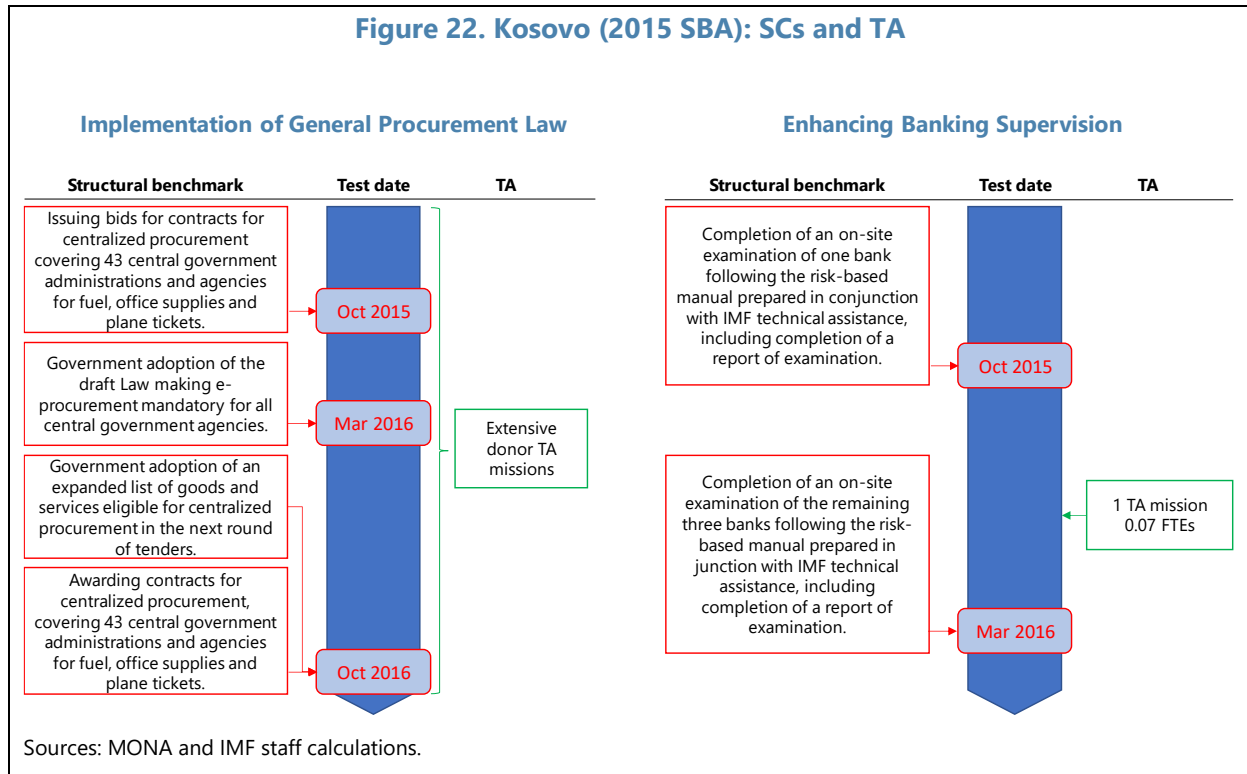 Figure 22. Kosovo (2015 SBA): SCs and TA
Implementation of General Procurement Law
Structural benchmark
Test date
TA
Issuing bids for contracts for
centralized procurement
covering 43 central government
administrations and agencies
for fuel, office supplies and
plane tickets.
Oct 2015
Government adoption of the
draft Law making e-
procurement mandatory for all
central government agencies.
Mar 2016
Government adoption of an
expanded list of goods and
services eligible for centralized
procurement in the next round
of tenders.
Awarding contracts for
centralized procurement,
covering 43 central government
administrations and agencies
for fuel, office supplies and
plane tickets.
Oct 2016
Extensive
donor TA
missions
Enhancing Banking Supervision
Structural benchmark
Test date
TA
Completion of an on-site
examination of one bank
following the risk-based
manual prepared in conjunction
with IMF technical assistance,
including completion of a
report of examination.
Oct 2015
Completion of an on-site
examination of the remaining
three banks following the risk-
based manual prepared in
junction with IMF technical
assistance, including
completion of a report of
examination.
Mar 2016
1 TA mission
0.07 FTEs
Sources: MONA and IMF staff calculations.